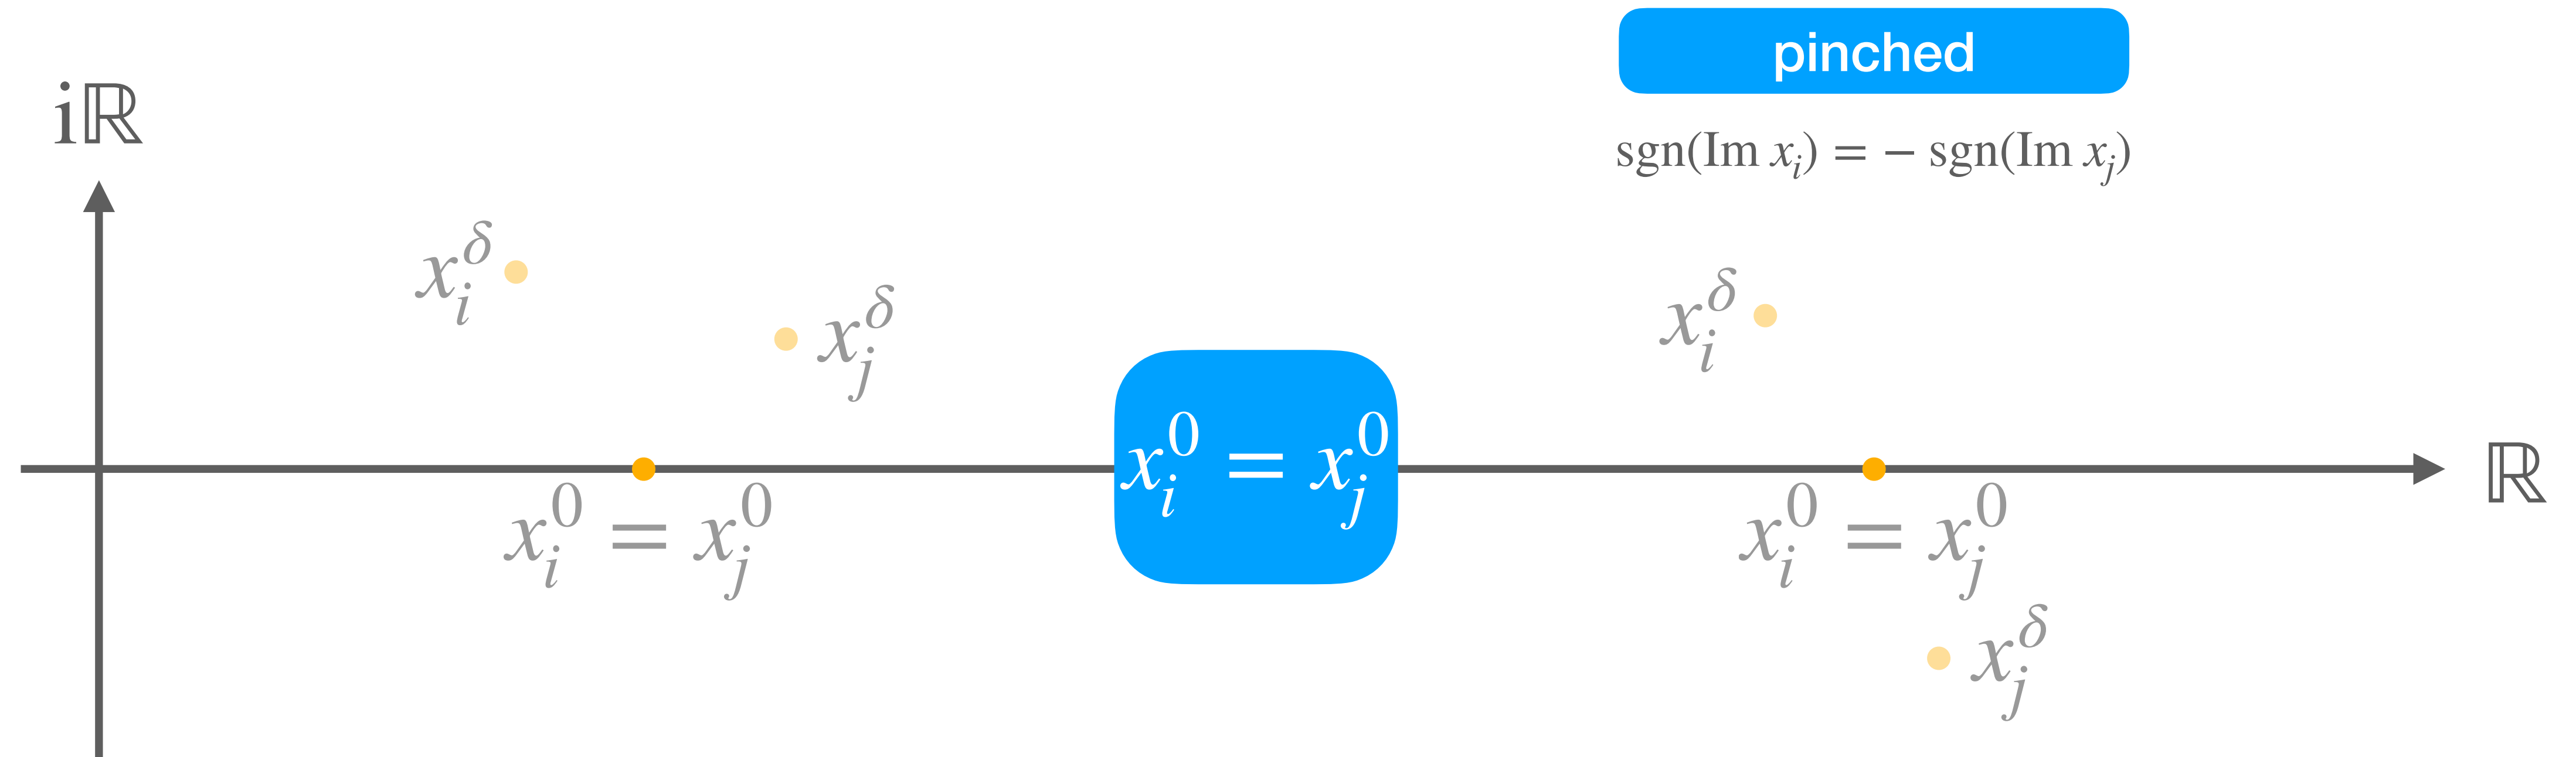 pinched
sgn(Im x_i) = − sgn(Im x_j)
iℝ
x_i^δ
x_j^δ
x_i^δ
x_i^0 = x_j^0
ℝ
x_i^0 = x_j^0
x_i^0 = x_j^0
x_j^δ